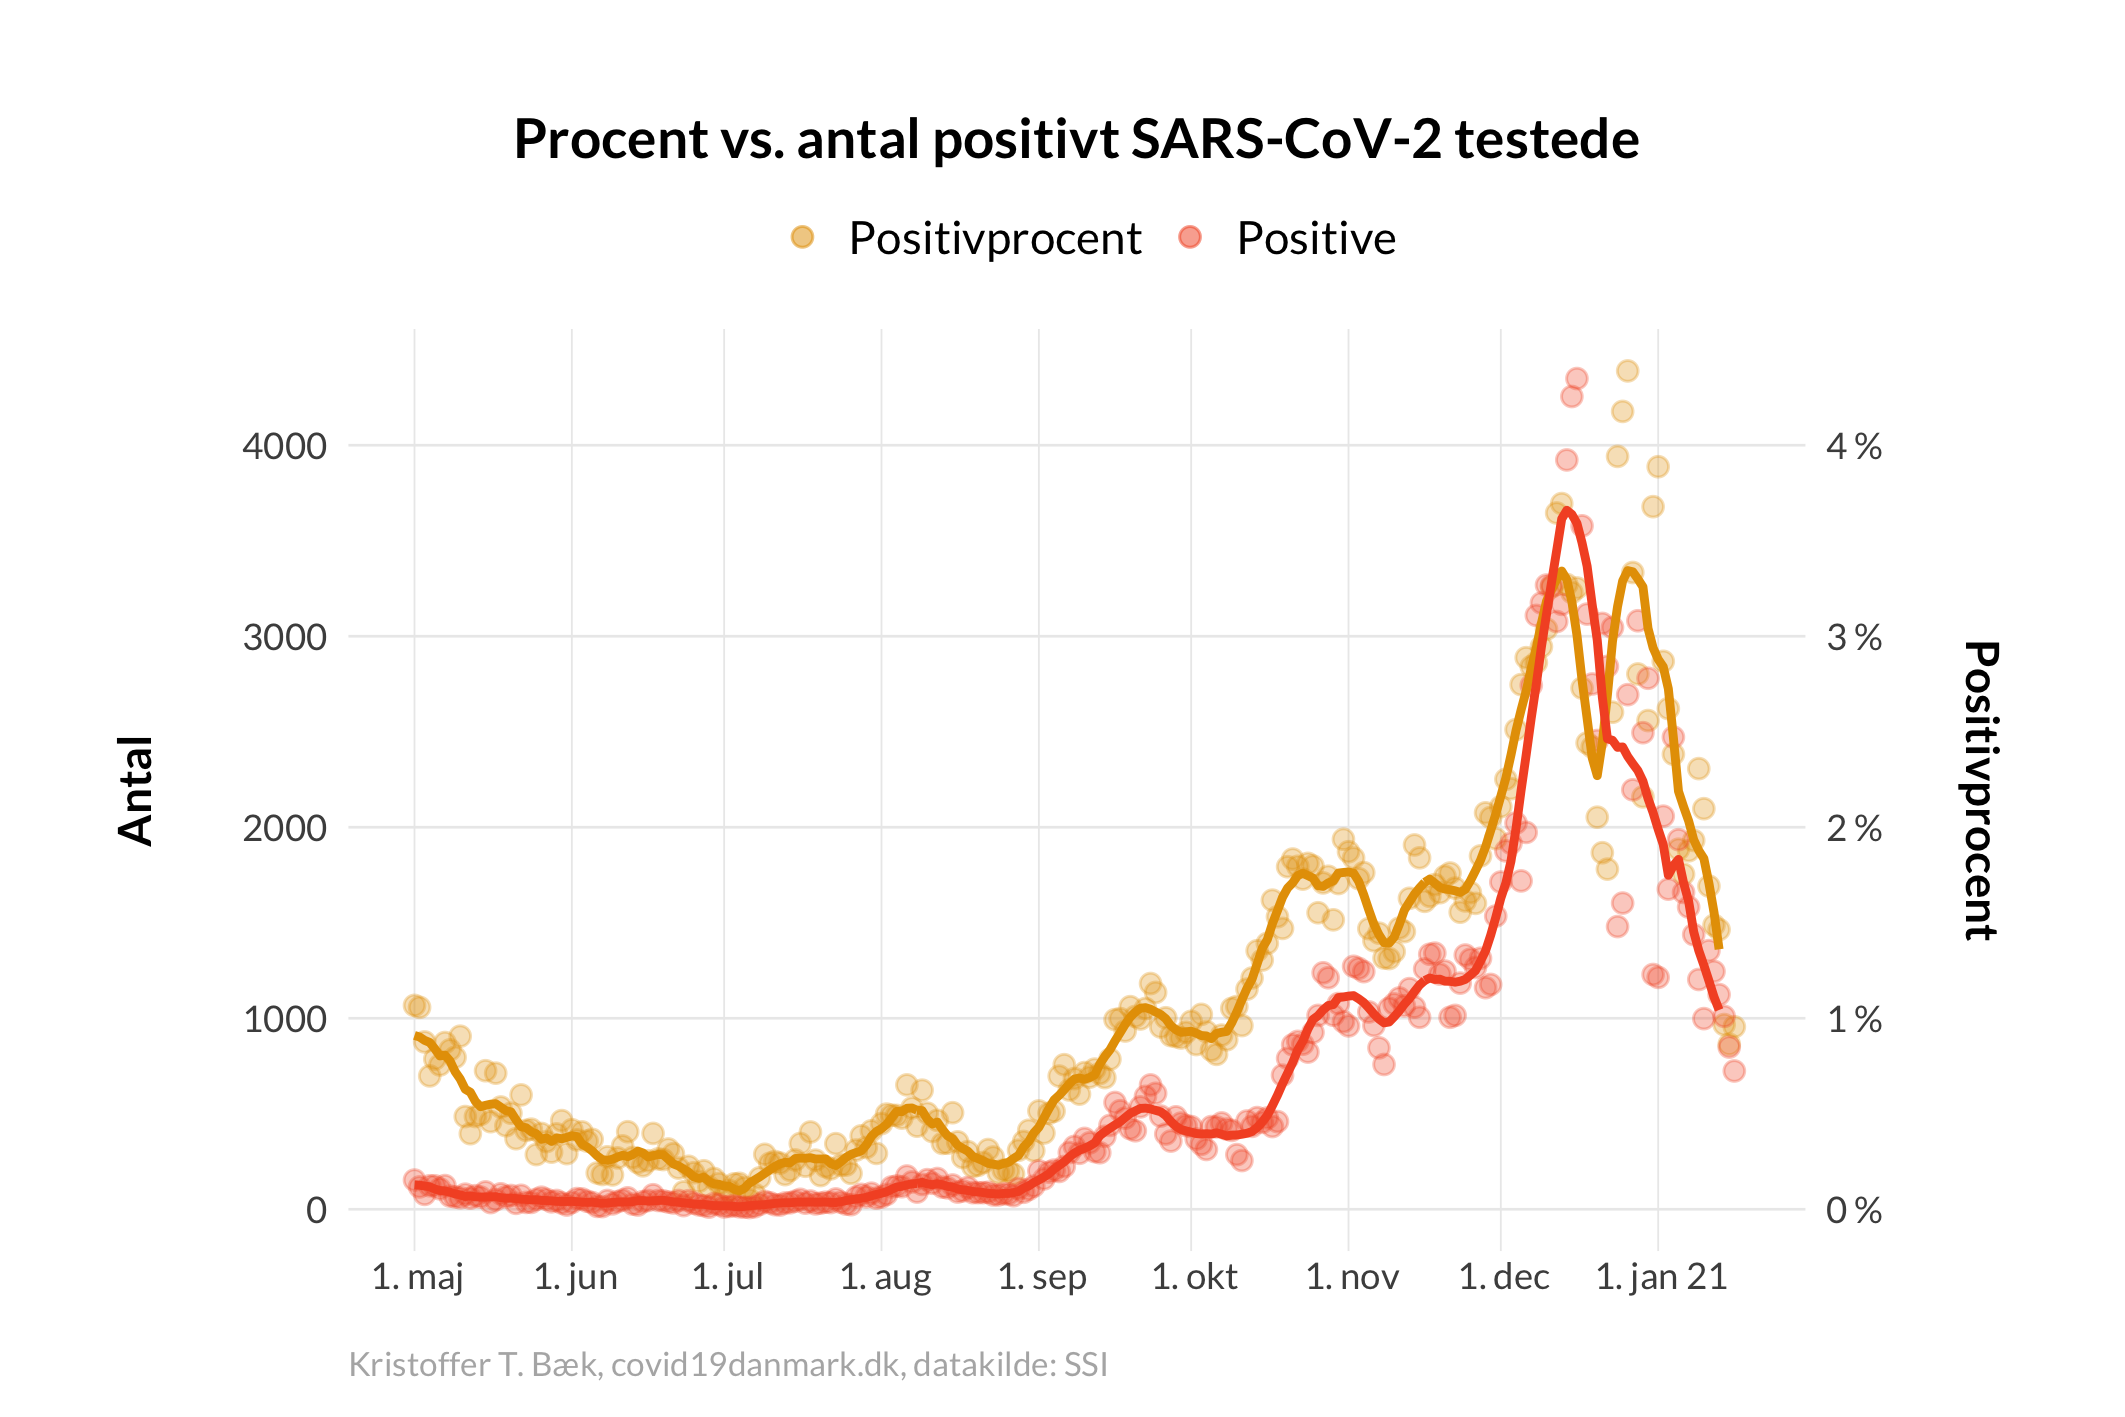 Procent vs. antal positivt SARS-CoV-2 testede
Positivprocent Positive
Antal
4000
3000
2000
1000
0
4 %
3 %
2 %
1 %
0 %
Positivprocent
1. maj 1. jun 1. jul 1. aug 1. sep 1. okt 1. nov 1. dec 1. jan 21
Kristoffer T. Bæk, covid19danmark.dk, datakilde: SSI